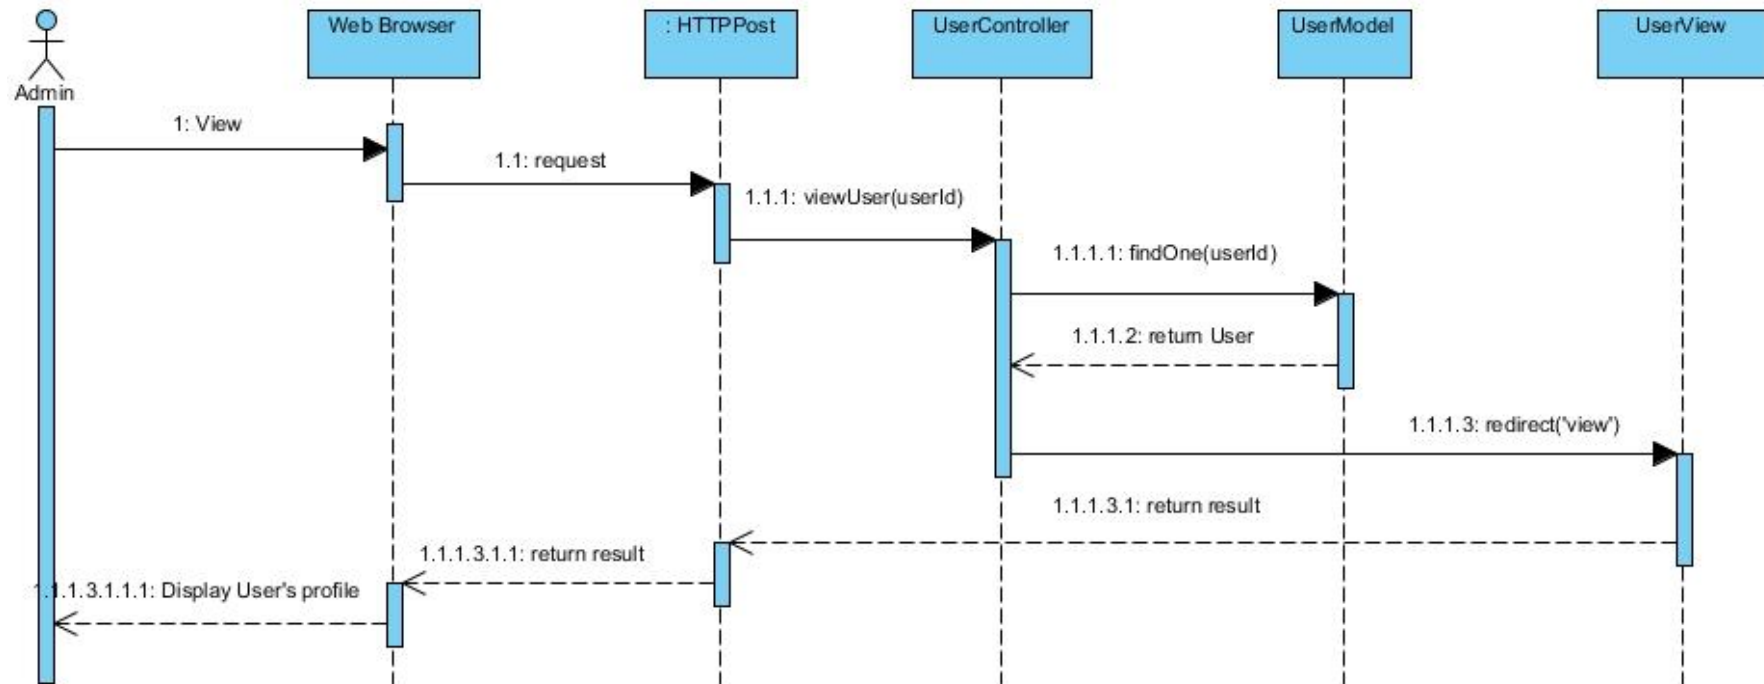 Web Browser
: HTTPPost
UserController
UserModel
UserView
Admin
1: View
1.1: request
1.1.1: viewUser(userId)
1.1.1.1: findOne(userId)
1.1.1.2: return User
1.1.1.3: redirect('view')
1.1.1.3.1: return result
1.1.1.3.1.1: return result
1.1.1.3.1.1.1: Display User's profile